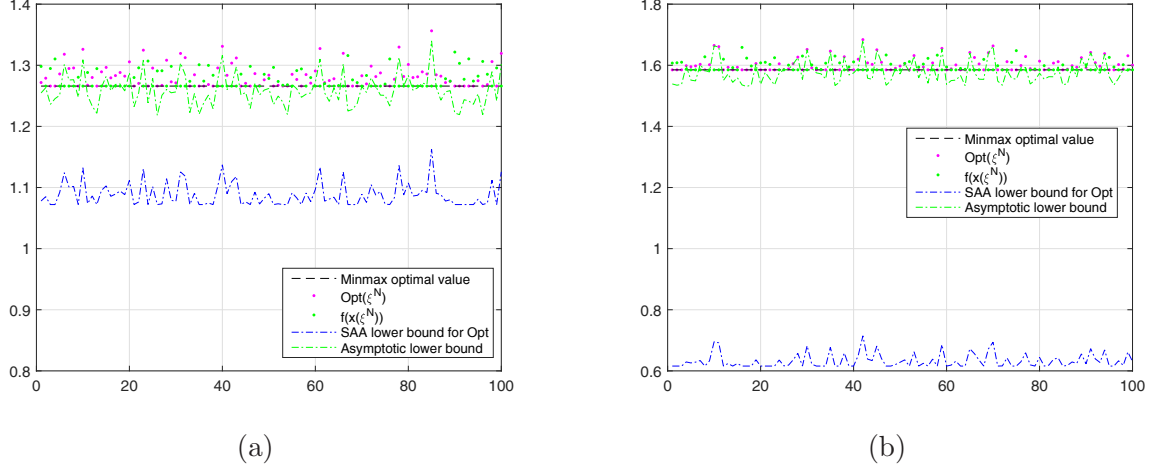 1.4
1.3
1.2
1.1
1
0.9
0.8
0 20 40 60 80 100
Minmax optimal value
Opt(ξ^N)
f(x(ξ^N))
SAA lower bound for Opt
Asymptotic lower bound
(a)
1.8
1.6
1.4
1.2
1
0.8
0.6
0 20 40 60 80 100
Minmax optimal value
Opt(ξ^N)
f(x(ξ^N))
SAA lower bound for Opt
Asymptotic lower bound
(b)